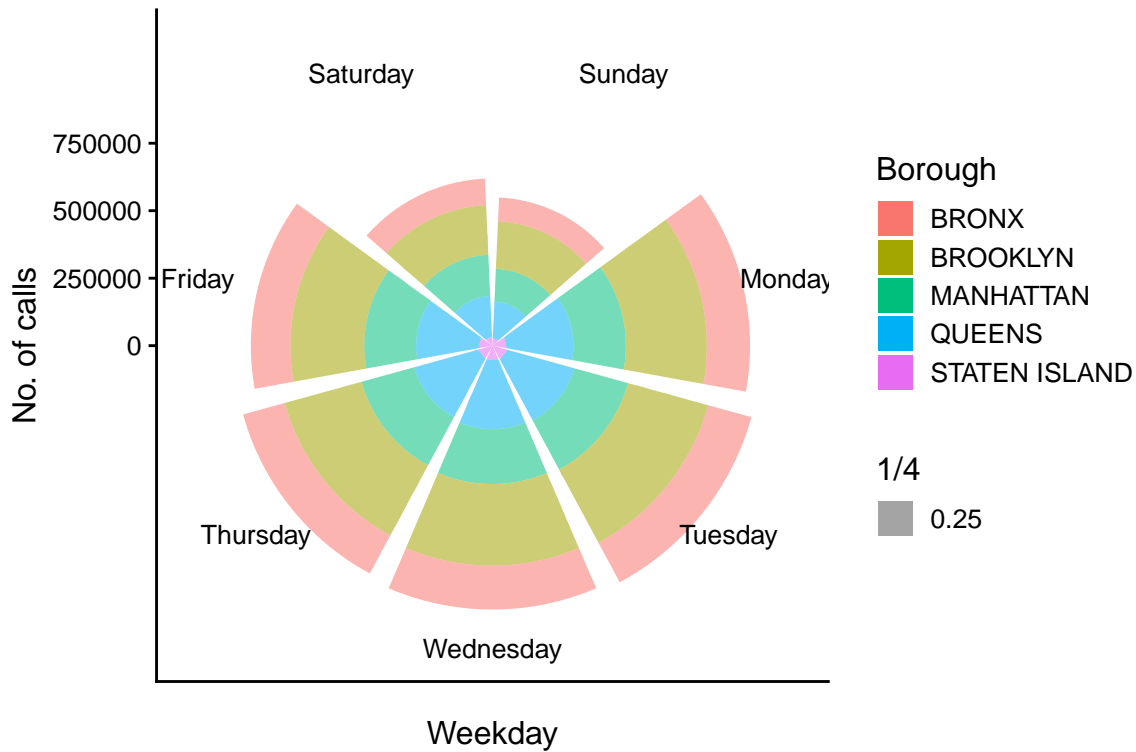 Saturday
Sunday
750000
500000
250000
0
No. of calls
Friday
Monday
Thursday
Tuesday
Wednesday
Weekday
Borough
BRONX
BROOKLYN
MANHATTAN
QUEENS
STATEN ISLAND
1/4
0.25